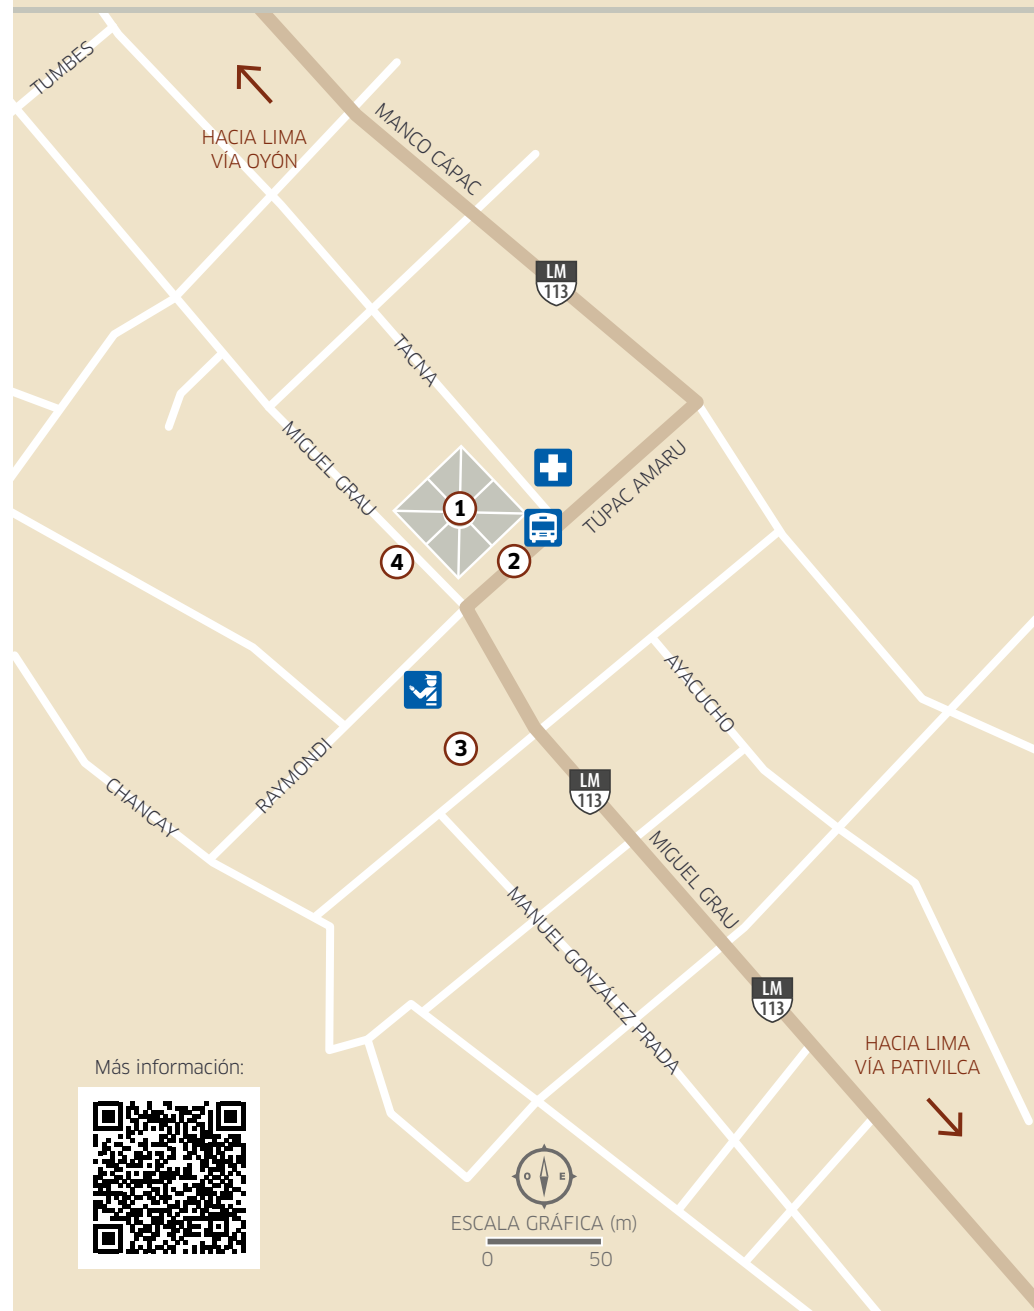 TUMBES
HACIA LIMA
VÍA OYÓN
MANCO CÁPAC
LM
113
TACNA
MIGUEL GRAU
TÚPAC AMARU
1
2
4
AYACUCHO
3
RAYMONDI
CHANCAY
LM
113
MIGUEL GRAU
MANUEL GONZÁLEZ PRADA
LM
113
HACIA LIMA
VÍA PATIVILCA
Más información:
O E
ESCALA GRÁFICA (m)
0 50